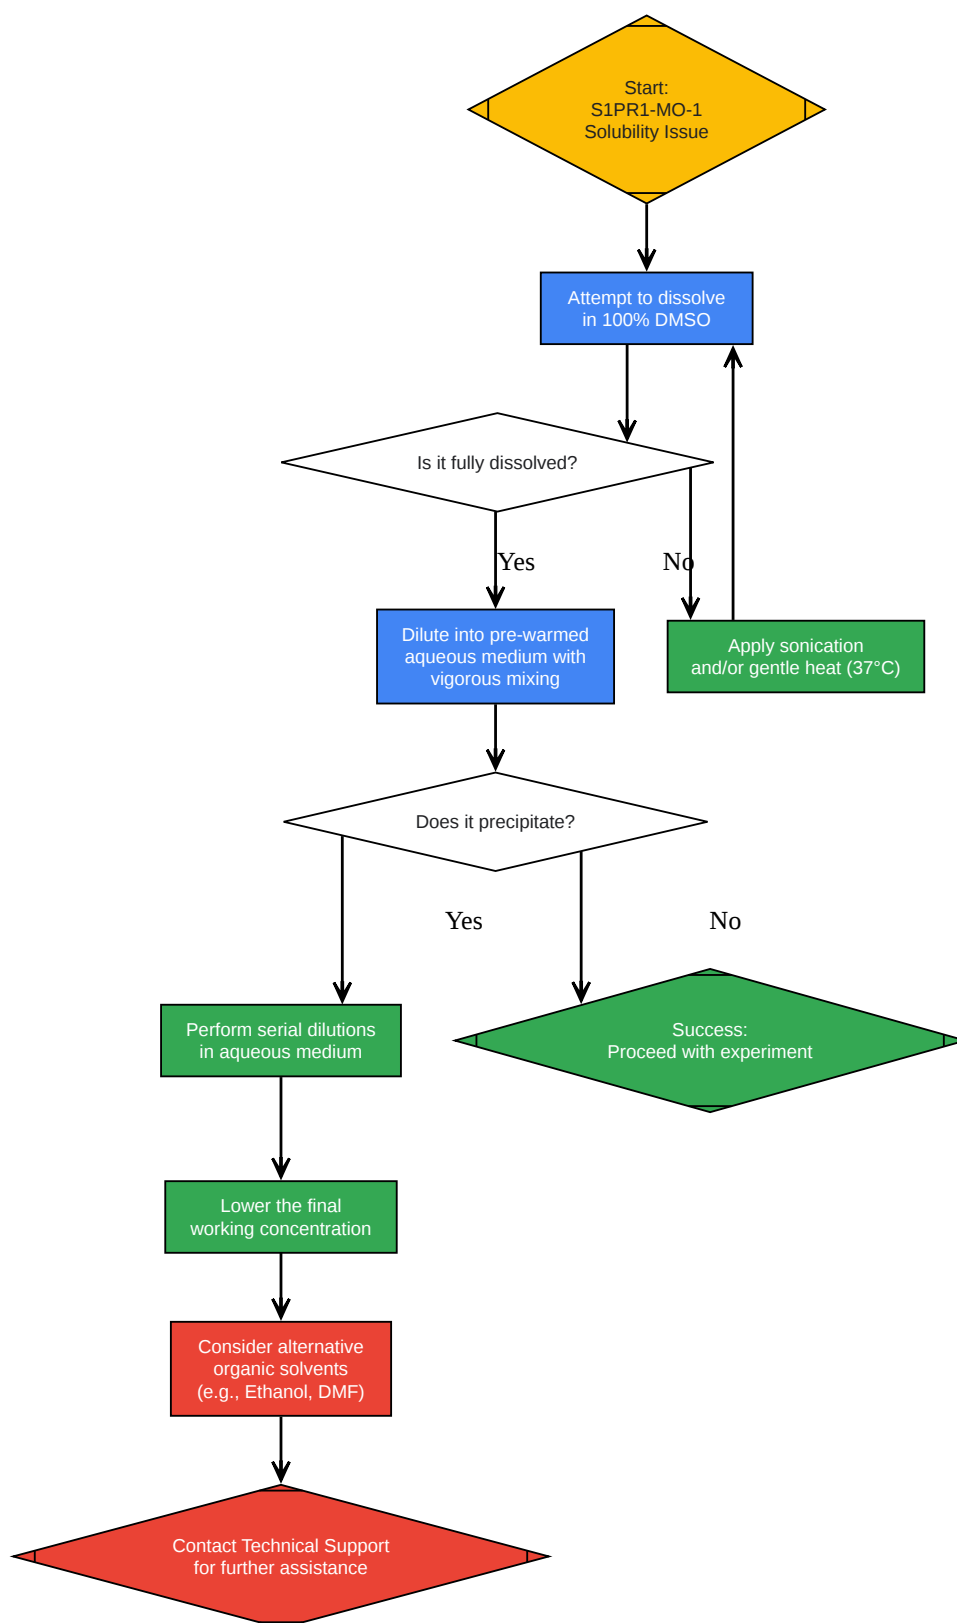 Start:
S1PR1-MO-1
Solubility Issue
Attempt to dissolve
in 100% DMSO
Is it fully dissolved?
Yes
No
Dilute into pre-warmed
aqueous medium with
vigorous mixing
Apply sonication
and/or gentle heat (37°C)
Does it precipitate?
Yes
No
Perform serial dilutions
in aqueous medium
Success:
Proceed with experiment
Lower the final
working concentration
Consider alternative
organic solvents
(e.g., Ethanol, DMF)
Contact Technical Support
for further assistance